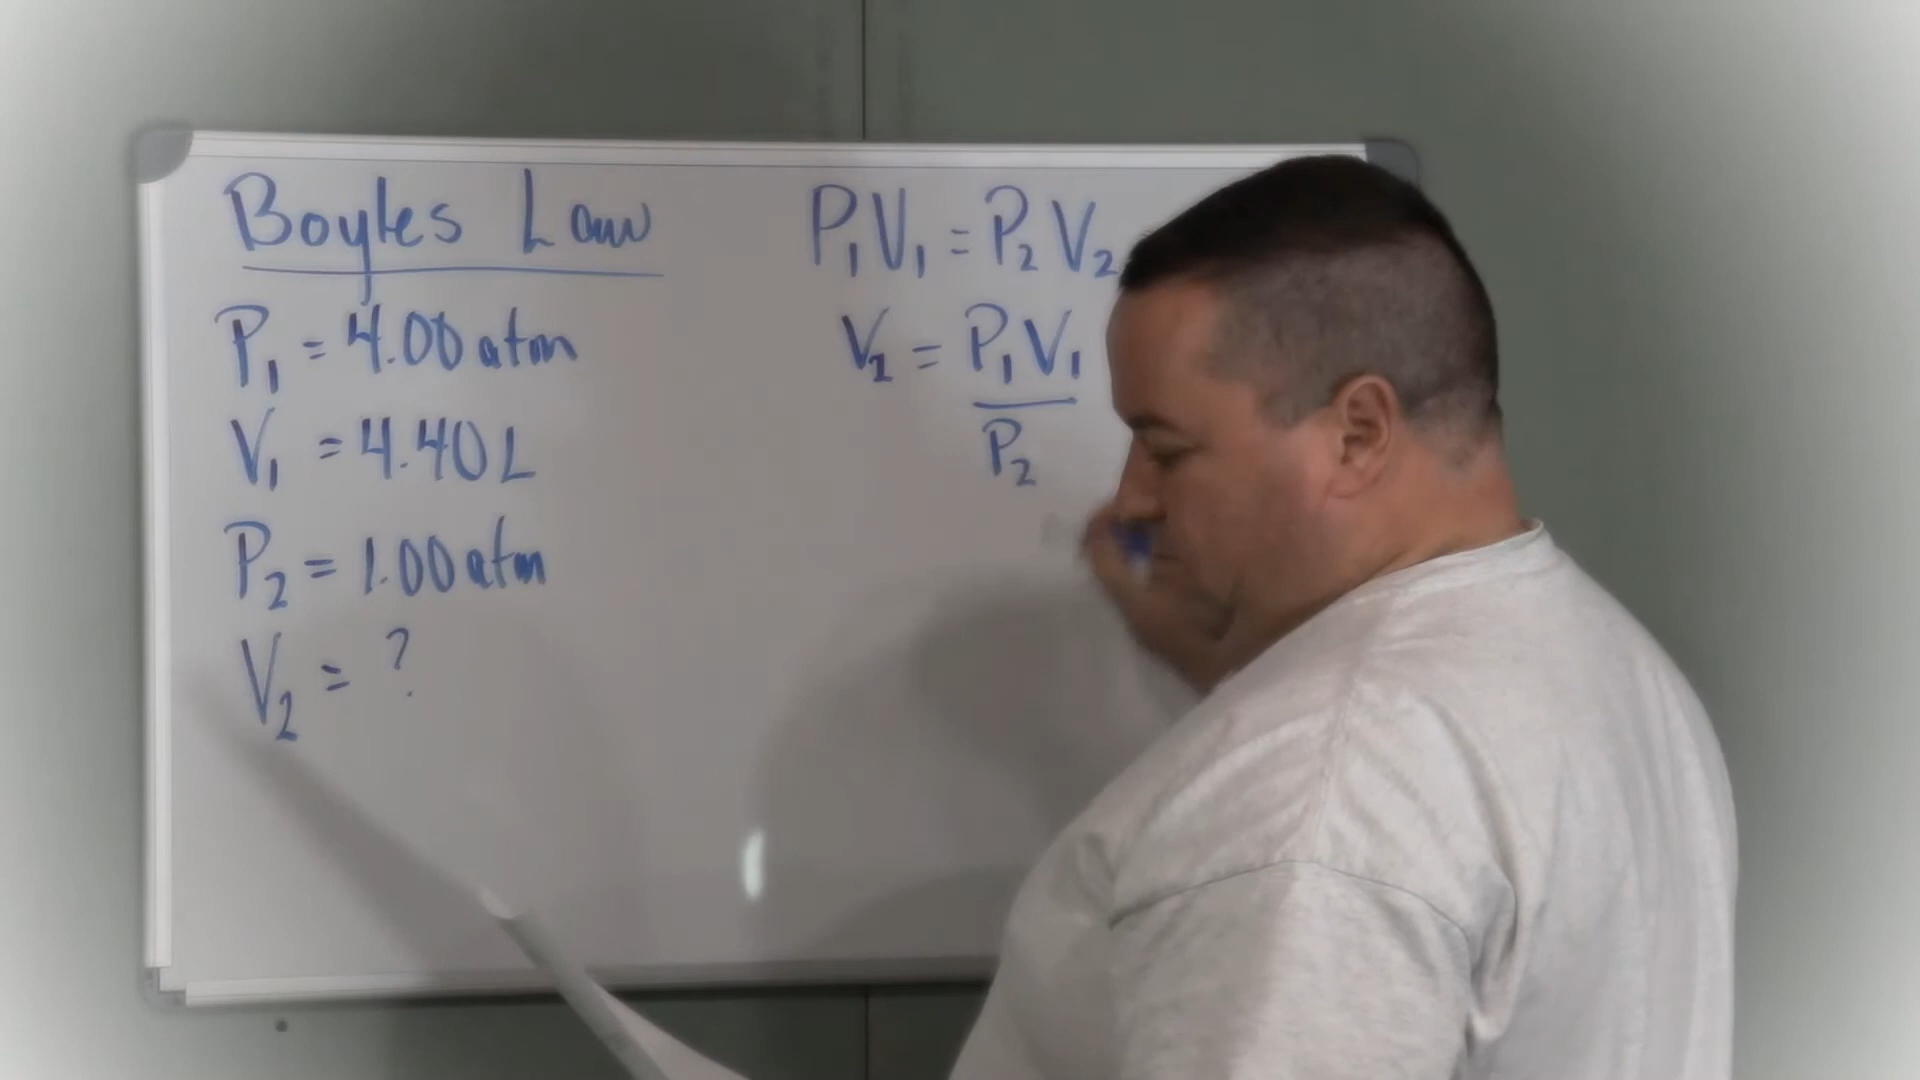 Boyles Law
P₁ = 4.00 atm
V₁ = 4.40 L
P₂ = 1.00 atm
V₂ = ?
P₁V₁ = P₂V₂
V₂ = P₁V₁
P₂